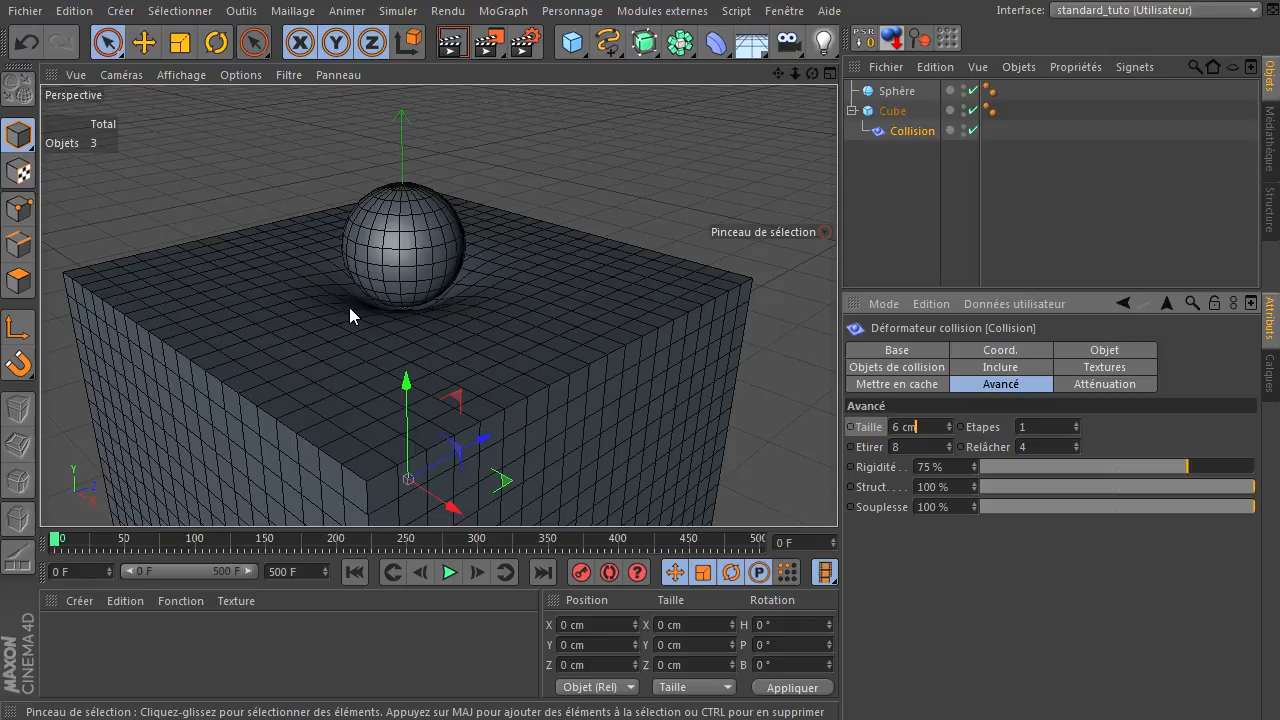 Fichier Edition Créer Sélectionner Outils Maillage Animer Simuler Rendu MoGraph Personnage Modules externes Script Fenêtre Aide Interface: standard_tuto (Utilisateur)
X Y Z PSR 0
Vue Caméras Affichage Options Filtre Panneau
Fichier Edition Vue Objets Propriétés Signets
Perspective
Total
Objets 3
Pinceau de sélection
Sphère
Cube
Collision
Objets
Médiathèque
Structure
Mode Edition Données utilisateur
Déformateur collision [Collision]
Base Coord. Objet
Objets de collision Inclure Textures
Mettre en cache Avancé Atténuation
Avancé
Taille 6 cm Etapes 1
Etirer 8 Relâcher 4
Rigidité . . 75 %
Struct. . . . . 100 %
Souplesse 100 %
Attributs
Calques
Y
Z
X
0 50 100 150 200 250 300 350 400 450 500 0 F
0 F 0 F 500 F 500 F
P
Créer Edition Fonction Texture
Position Taille Rotation
X 0 cm X 0 cm H 0 °
Y 0 cm Y 0 cm P 0 °
Z 0 cm Z 0 cm B 0 °
Objet (Rel) Taille Appliquer
MAXON
CINEMA 4D
Pinceau de sélection : Cliquez-glissez pour sélectionner des éléments. Appuyez sur MAJ pour ajouter des éléments à la sélection ou CTRL pour en supprimer